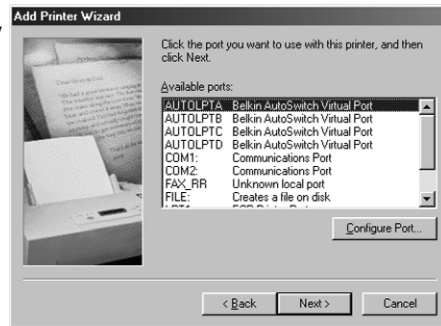 Add Printer Wizard
Click the port you want to use with this printer, and then
click Next.
Available ports:
AUTOLPTA Belkin AutoSwitch Virtual Port
AUTOLPTB Belkin AutoSwitch Virtual Port
AUTOLPTC Belkin AutoSwitch Virtual Port
AUTOLPTD Belkin AutoSwitch Virtual Port
COM1: Communications Port
COM2: Communications Port
FAX_RR Unknown local port
FILE: Creates a file on disk
Configure Port...
< Back Next > Cancel